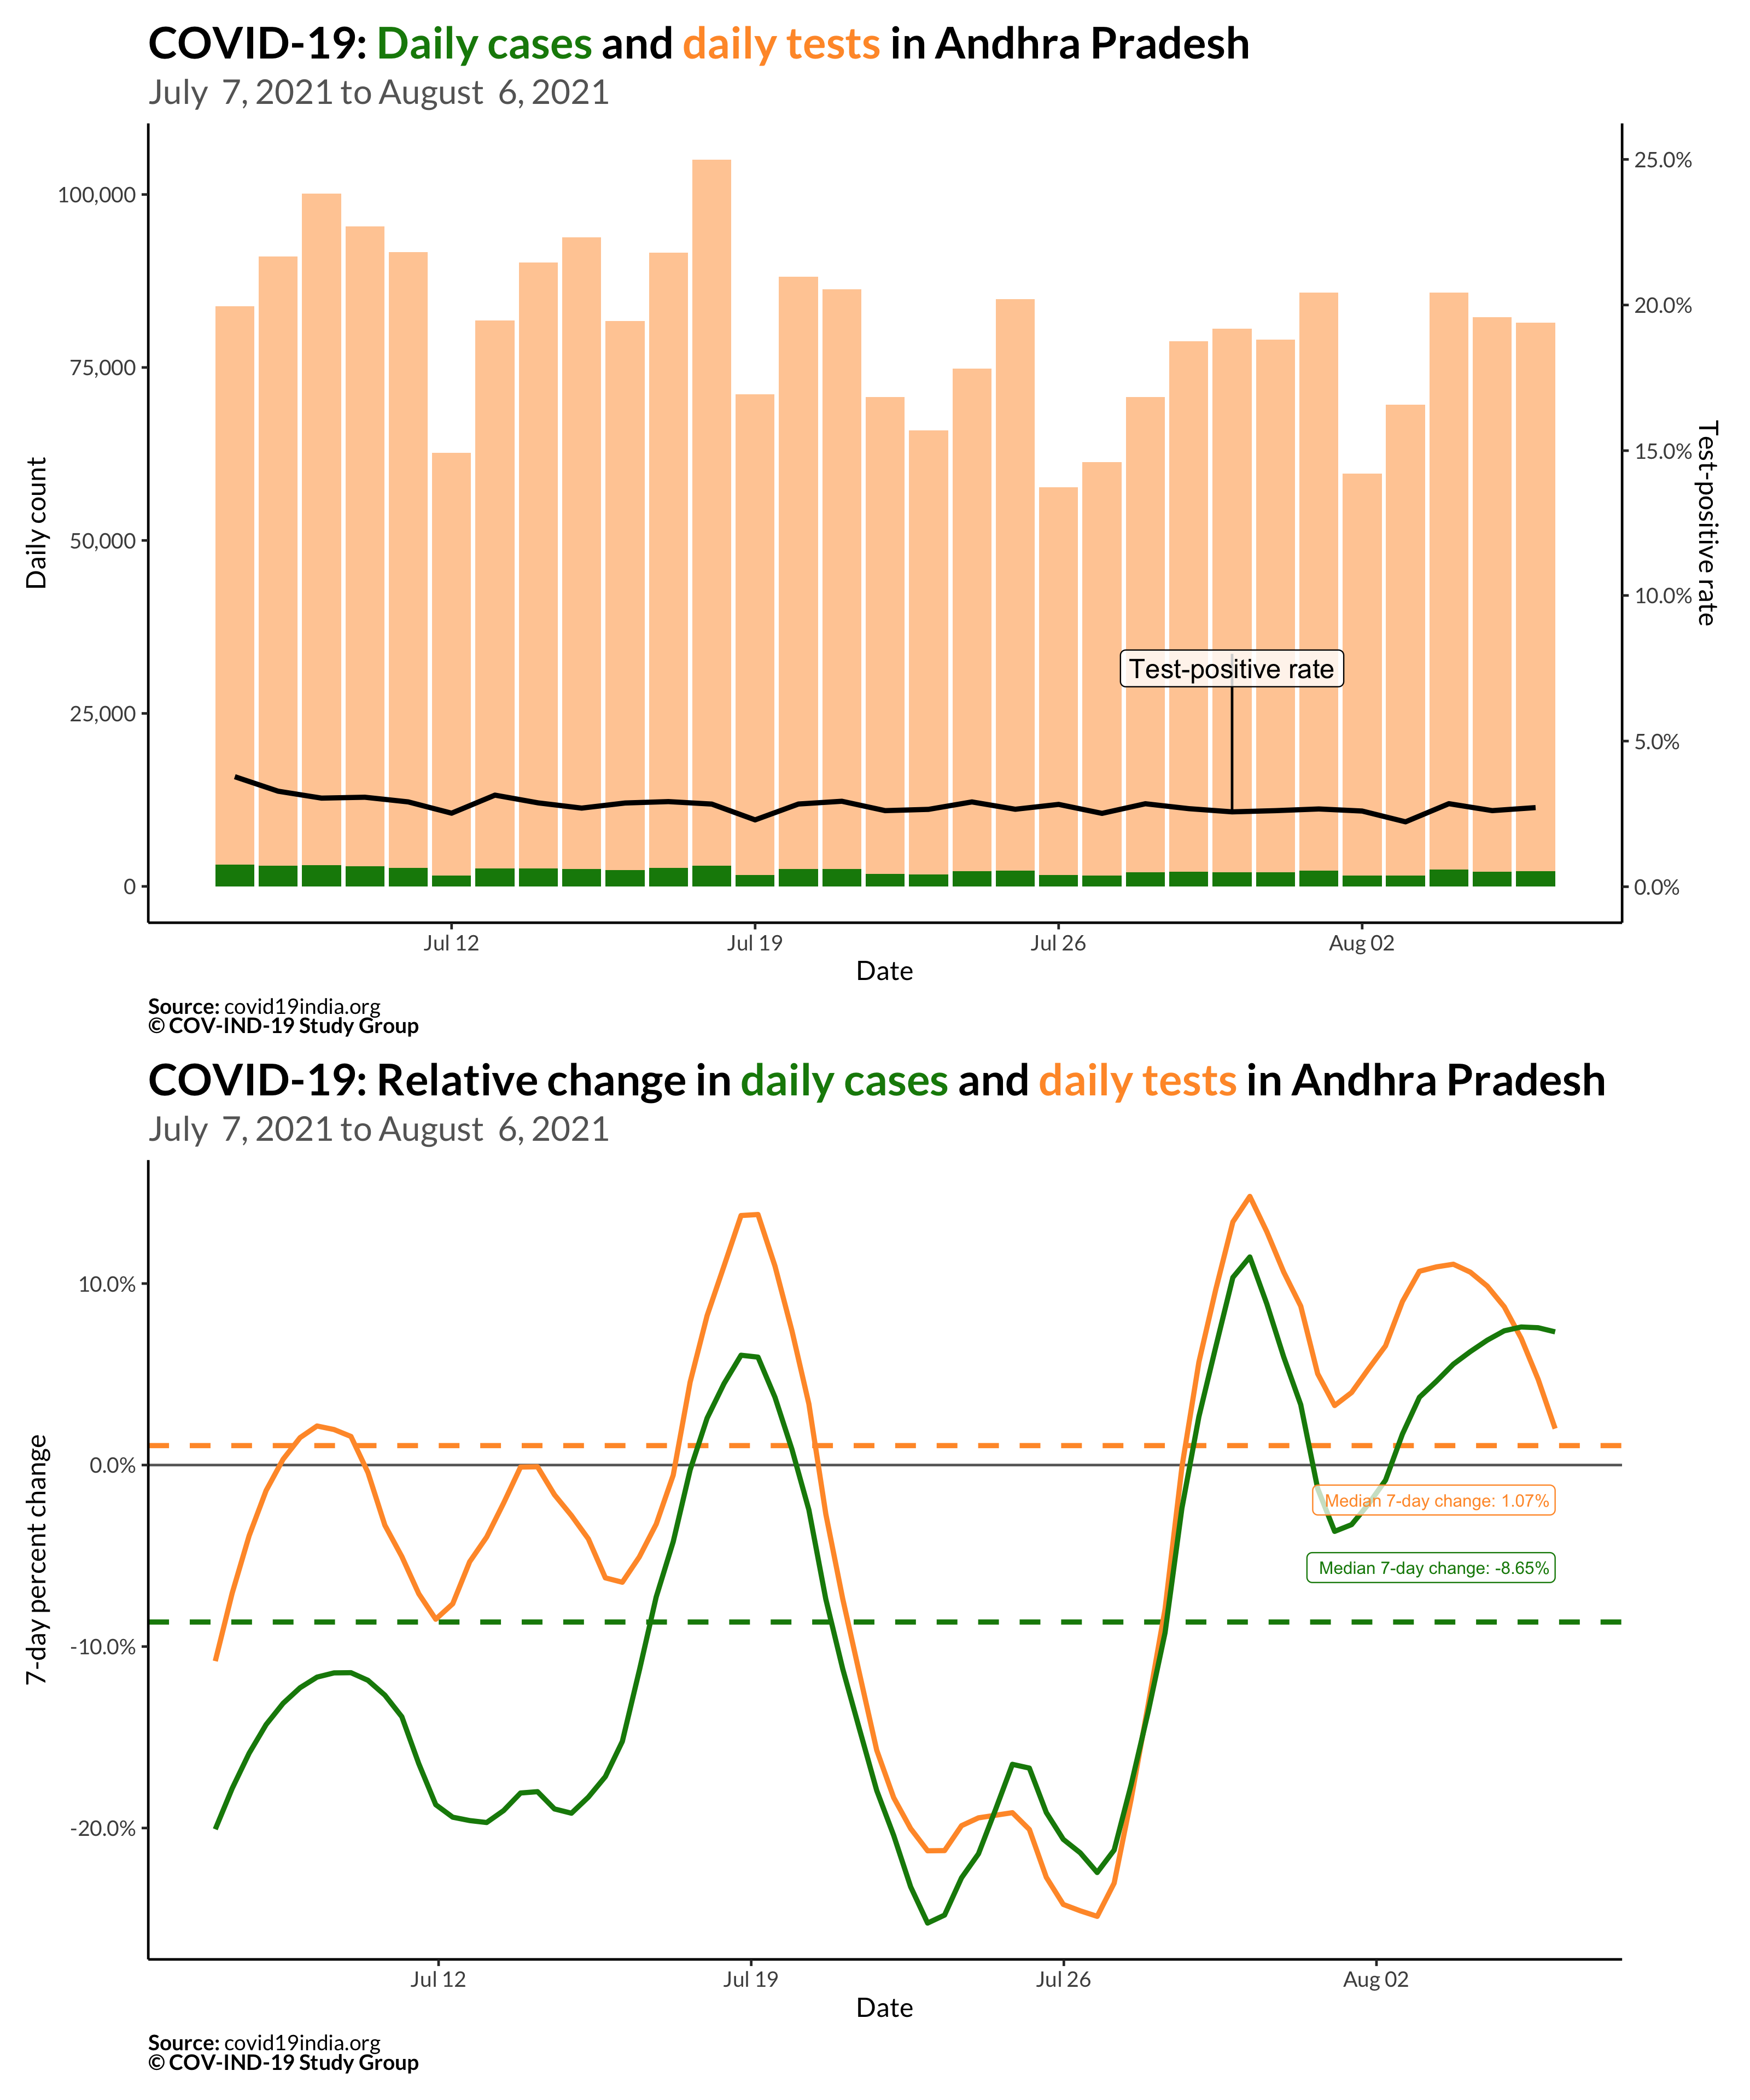 COVID-19: Daily cases and daily tests in Andhra Pradesh
July 7, 2021 to August 6, 2021
100,000
75,000
50,000
25,000
0
Daily count
25.0%
20.0%
15.0%
10.0%
5.0%
0.0%
Test-positive rate
Test-positive rate
Jul 12
Jul 19
Jul 26
Aug 02
Date
Source: covid19india.org
© COV-IND-19 Study Group
COVID-19: Relative change in daily cases and daily tests in Andhra Pradesh
July 7, 2021 to August 6, 2021
10.0%
0.0%
-10.0%
-20.0%
7-day percent change
Median 7-day change: 1.07%
Median 7-day change: -8.65%
Jul 12
Jul 19
Jul 26
Aug 02
Date
Source: covid19india.org
© COV-IND-19 Study Group